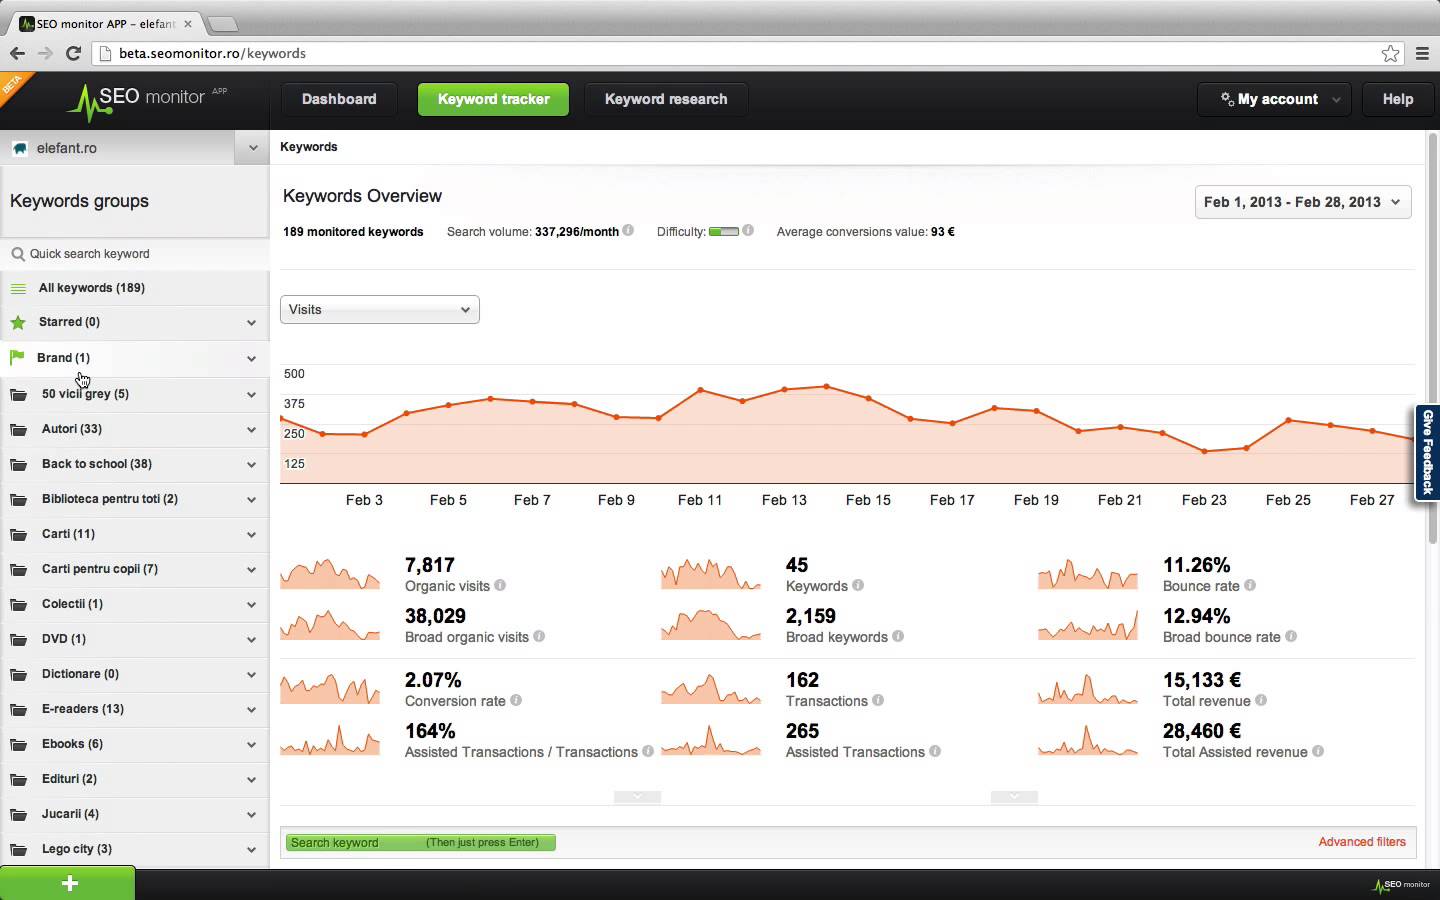 SEO monitor APP - elefant
beta.seomonitor.ro/keywords
BETA
SEO monitor APP
Dashboard
Keyword tracker
Keyword research
My account
Help
elefant.ro
Keywords
Keywords groups
Keywords Overview
Feb 1, 2013 - Feb 28, 2013
189 monitored keywords
Search volume: 337,296/month
Difficulty:
Average conversions value: 93 €
Quick search keyword
All keywords (189)
Starred (0)
Brand (1)
50 vicii grey (5)
Autori (33)
Back to school (38)
Biblioteca pentru toti (2)
Carti (11)
Carti pentru copii (7)
Colectii (1)
DVD (1)
Dictionare (0)
E-readers (13)
Ebooks (6)
Edituri (2)
Jucarii (4)
Lego city (3)
+
Visits
500
375
250
125
Feb 3
Feb 5
Feb 7
Feb 9
Feb 11
Feb 13
Feb 15
Feb 17
Feb 19
Feb 21
Feb 23
Feb 25
Feb 27
Give Feedback
7,817
Organic visits
45
Keywords
11.26%
Bounce rate
38,029
Broad organic visits
2,159
Broad keywords
12.94%
Broad bounce rate
2.07%
Conversion rate
162
Transactions
15,133 €
Total revenue
164%
Assisted Transactions / Transactions
265
Assisted Transactions
28,460 €
Total Assisted revenue
Search keyword (Then just press Enter)
Advanced filters
SEO monitor